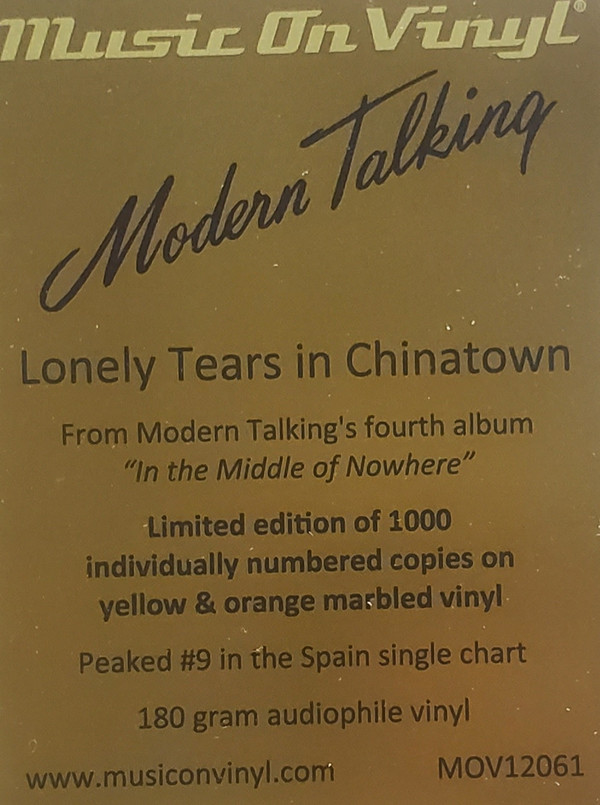 Music On Vinyl®
Modern Talking
Lonely Tears in Chinatown
From Modern Talking's fourth album
“In the Middle of Nowhere”
Limited edition of 1000
individually numbered copies on
yellow & orange marbled vinyl
Peaked #9 in the Spain single chart
180 gram audiophile vinyl
www.musiconvinyl.com MOV12061